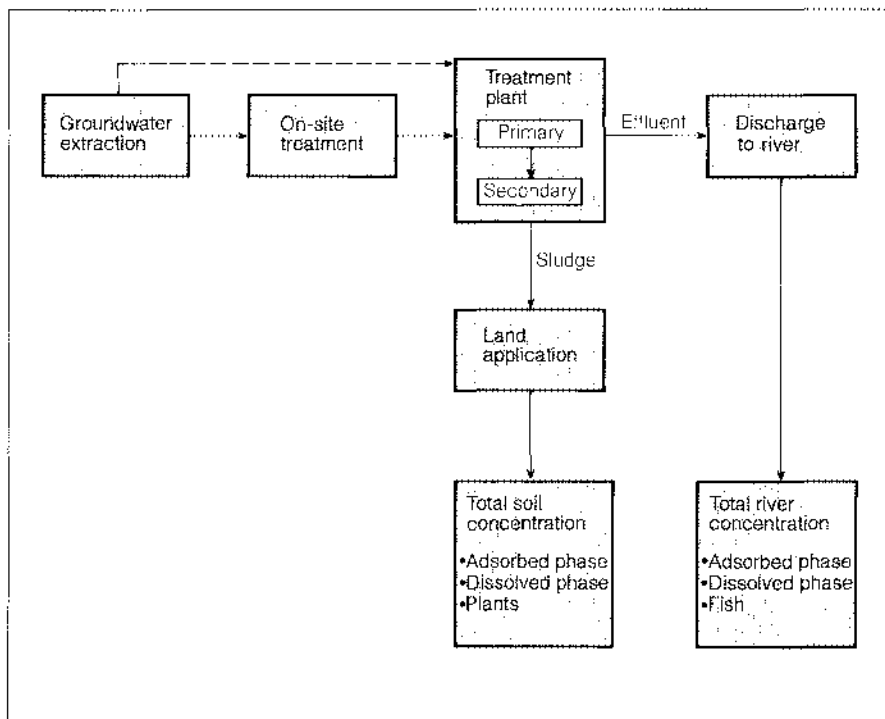 Groundwater
extraction
On-site
treatment
Treatment
plant
Primary
Secondary
Effluent
Discharge
to river
Sludge
Land
application
Total soil
concentration
•Adsorbed phase
•Dissolved phase
•Plants
Total river
concentration
•Adsorbed phase
•Dissolved phase
•Fish